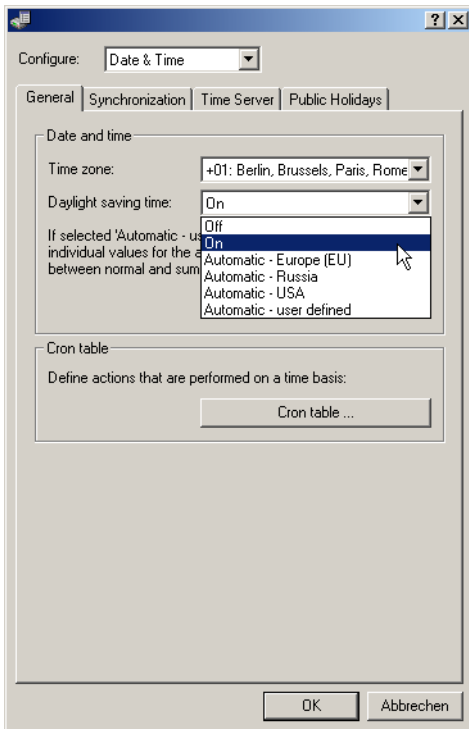 Configure: Date & Time
General Synchronization Time Server Public Holidays
Date and time
Time zone: +01: Berlin, Brussels, Paris, Rome
Daylight saving time: On
Off
On
Automatic - Europe (EU)
Automatic - Russia
Automatic - USA
Automatic - user defined
If selected 'Automatic - us
individual values for the a
between normal and sum
Cron table
Define actions that are performed on a time basis:
Cron table ...
OK Abbrechen